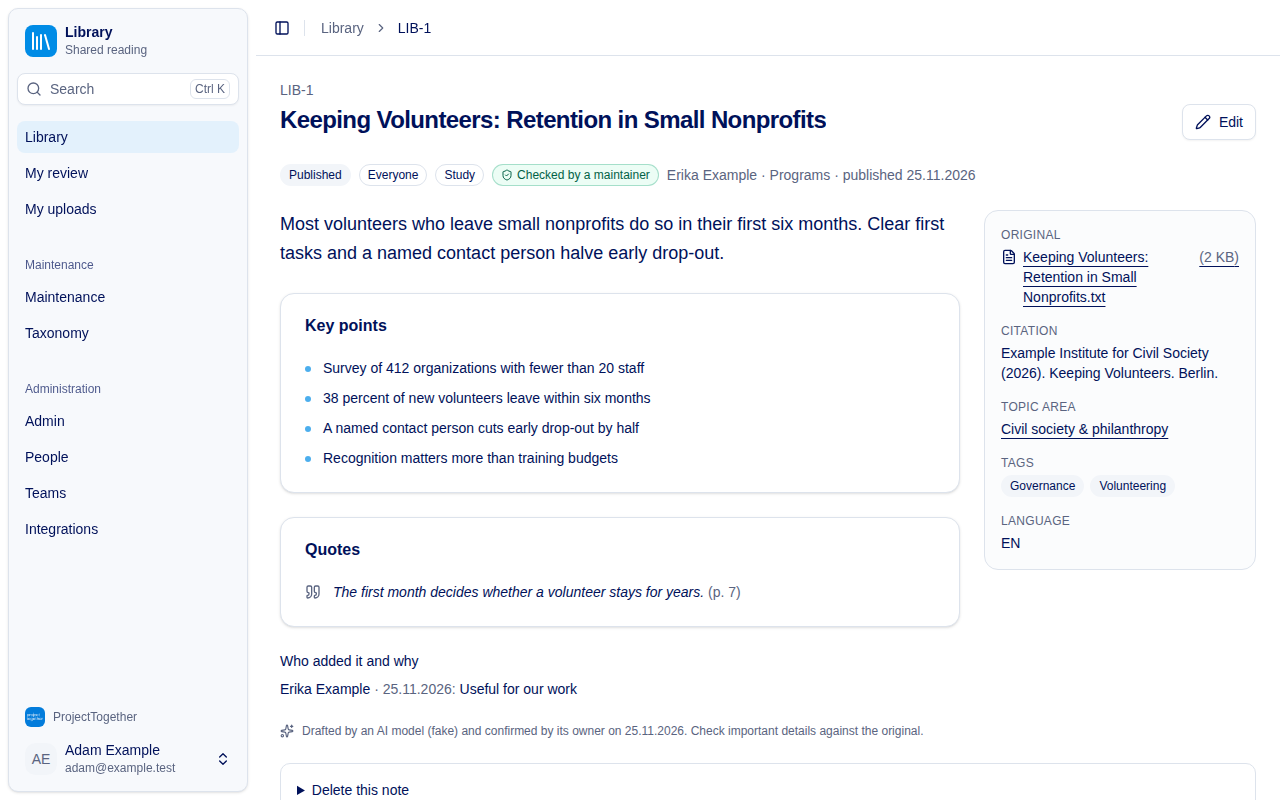 Library
Shared reading
Search
Ctrl K
Library
My review
My uploads
Maintenance
Maintenance
Taxonomy
Administration
Admin
People
Teams
Integrations
ProjectTogether
AE
Adam Example
adam@example.test
Library
LIB-1
LIB-1
Keeping Volunteers: Retention in Small Nonprofits
Edit
Published
Everyone
Study
Checked by a maintainer
Erika Example · Programs · published 25.11.2026
Most volunteers who leave small nonprofits do so in their first six months. Clear first
tasks and a named contact person halve early drop-out.
Key points
Survey of 412 organizations with fewer than 20 staff
38 percent of new volunteers leave within six months
A named contact person cuts early drop-out by half
Recognition matters more than training budgets
Quotes
The first month decides whether a volunteer stays for years. (p. 7)
Who added it and why
Erika Example · 25.11.2026: Useful for our work
Drafted by an AI model (fake) and confirmed by its owner on 25.11.2026. Check important details against the original.
Delete this note
ORIGINAL
Keeping Volunteers: (2 KB)
Retention in Small
Nonprofits.txt
CITATION
Example Institute for Civil Society
(2026). Keeping Volunteers. Berlin.
TOPIC AREA
Civil society & philanthropy
TAGS
Governance
Volunteering
LANGUAGE
EN